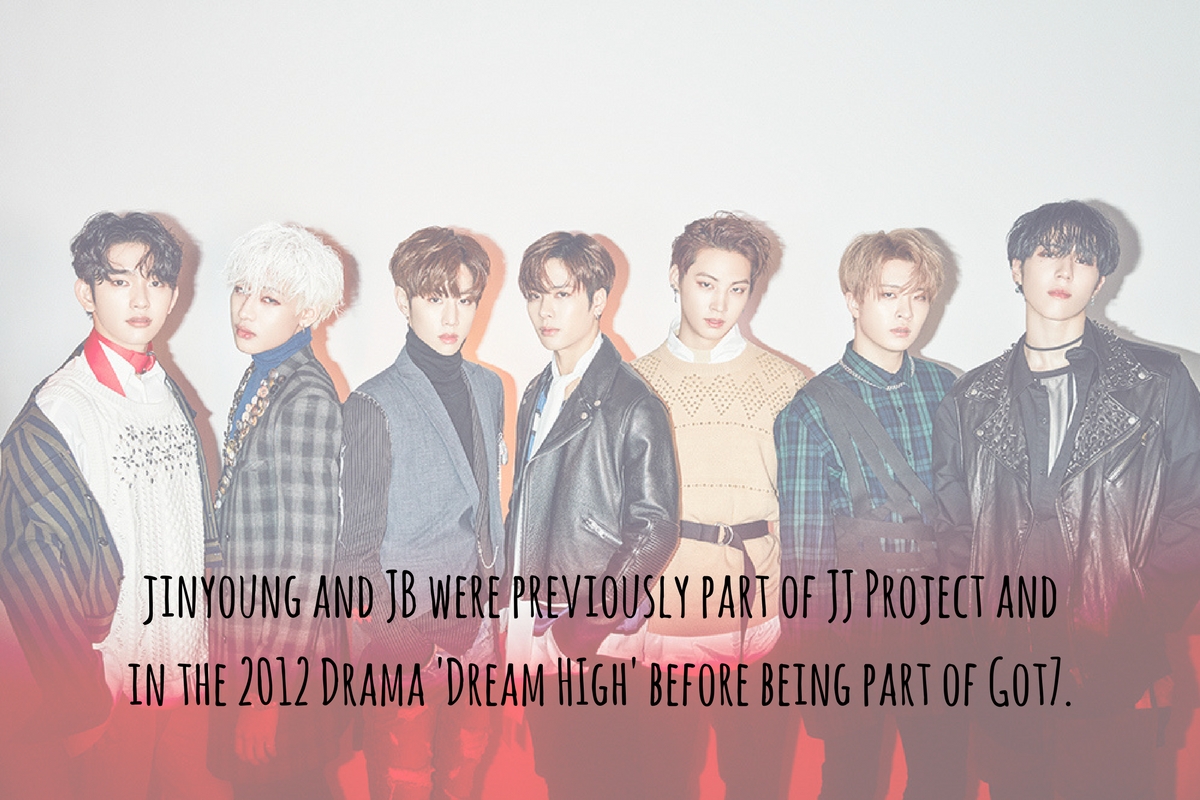 Jinyoung and JB were previously part of JJ Project and
in the 2012 Drama 'Dream HIgh' before being part of Got7.